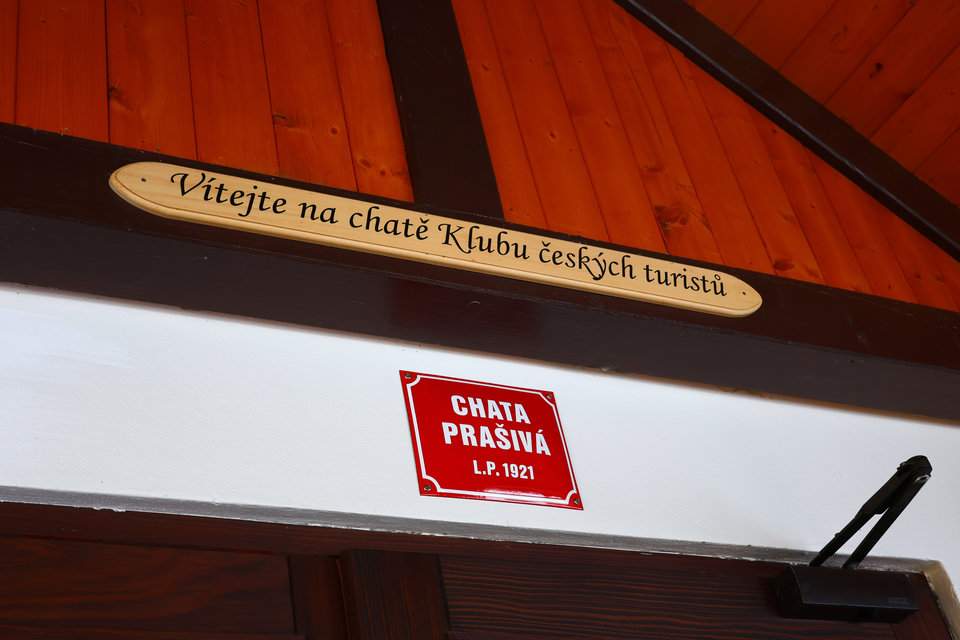 Vítejte na chatě Klubu českých turistů
CHATA
PRAŠIVÁ
L.P. 1921